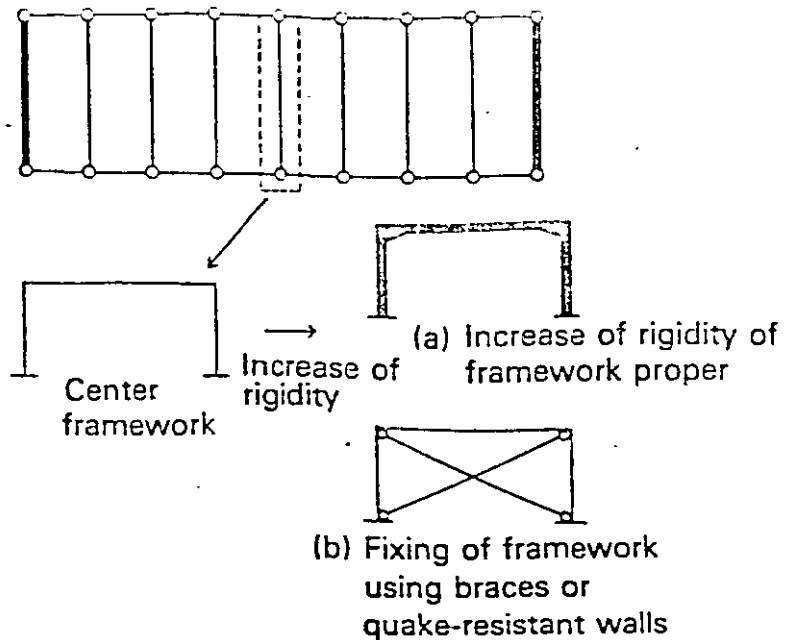 Center
framework
Increase of
rigidity
(a) Increase of rigidity of
framework proper
(b) Fixing of framework
using braces or
quake-resistant walls